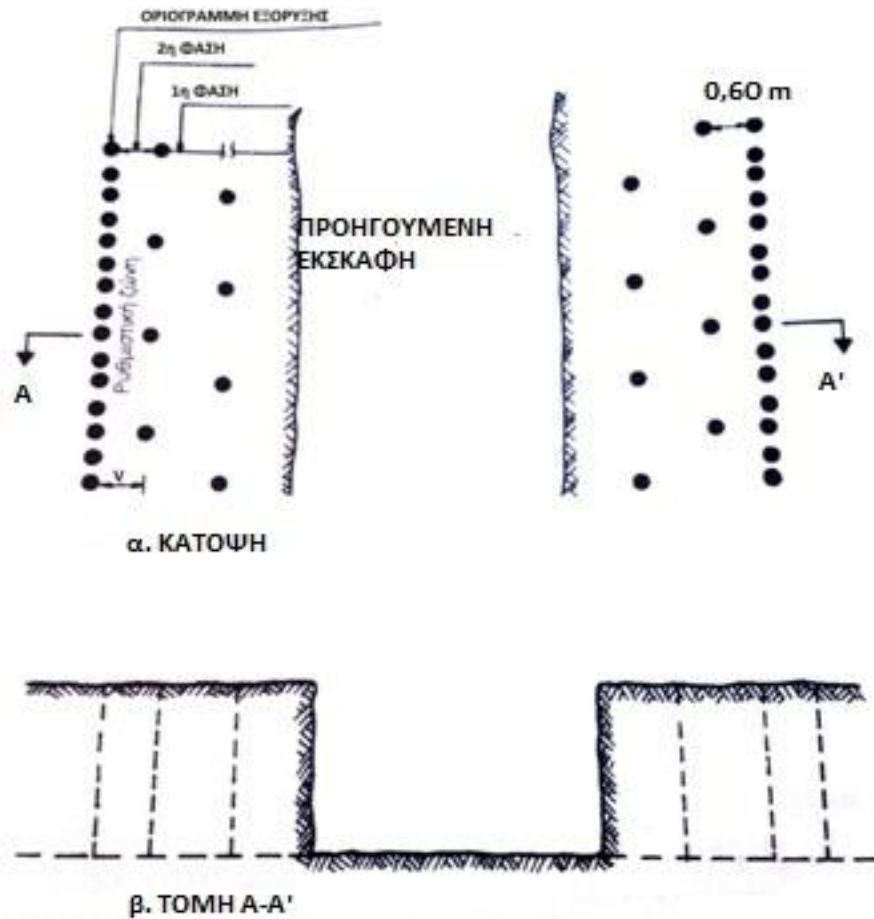 ΟΡΙΟΓΡΑΜΜΗ ΕΞΟΡΥΞΗΣ
2η ΦΑΣΗ
1η ΦΑΣΗ
0,60 m
ΠΡΟΗΓΟΥΜΕΝΗ
ΕΚΣΚΑΦΗ
Ρυθμιστική ζώνη
A
A'
V
α. ΚΑΤΟΨΗ
β. ΤΟΜΗ Α-Α'